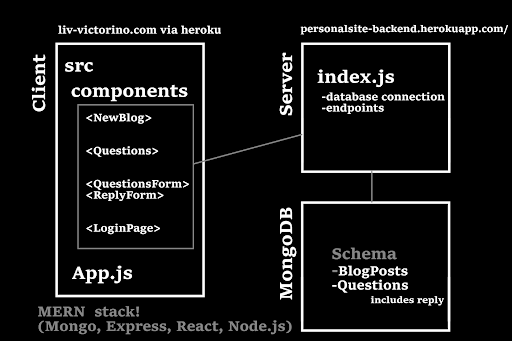 liv-victorino.com via heroku
Client
src
components
<NewBlog>
<Questions>
<QuestionsForm>
<ReplyForm>
<LoginPage>
App.js
personalsite-backend.herokuapp.com/
Server
index.js
-database connection
-endpoints
MongoDB
Schema
-BlogPosts
-Questions
includes reply
MERN stack!
(Mongo, Express, React, Node.js)